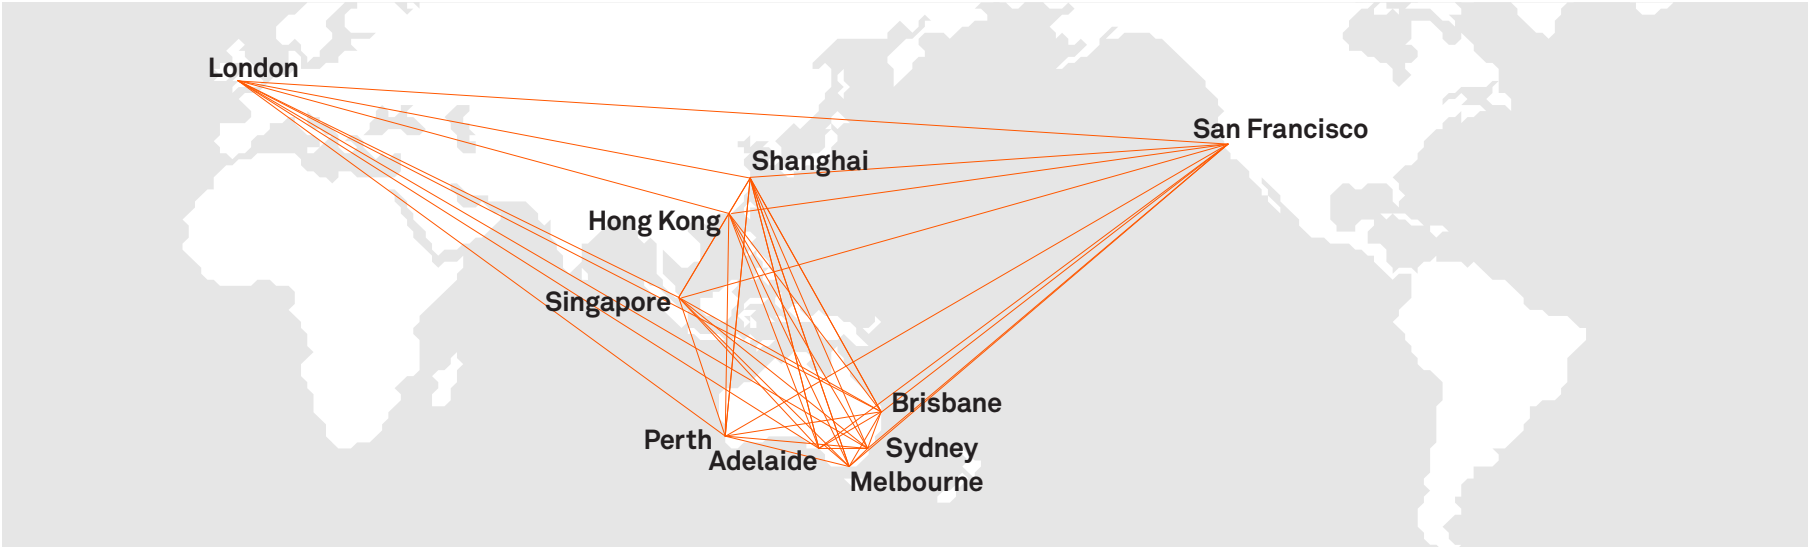 London
San Francisco
Shanghai
Hong Kong
Singapore
Brisbane
Perth
Sydney
Adelaide
Melbourne